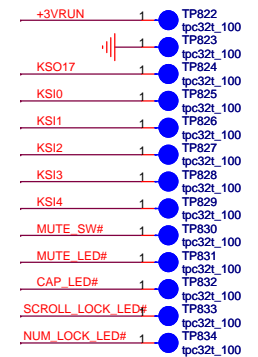 +3VRUN 1 TP822
tpc32t_100
1 TP823
tpc32t_100
KSO17 1 TP824
tpc32t_100
KSI0 1 TP825
tpc32t_100
KSI1 1 TP826
tpc32t_100
KSI2 1 TP827
tpc32t_100
KSI3 1 TP828
tpc32t_100
KSI4 1 TP829
tpc32t_100
MUTE_SW# 1 TP830
tpc32t_100
MUTE_LED# 1 TP831
tpc32t_100
CAP_LED# 1 TP832
tpc32t_100
SCROLL_LOCK_LED# 1 TP833
tpc32t_100
NUM_LOCK_LED# 1 TP834
tpc32t_100